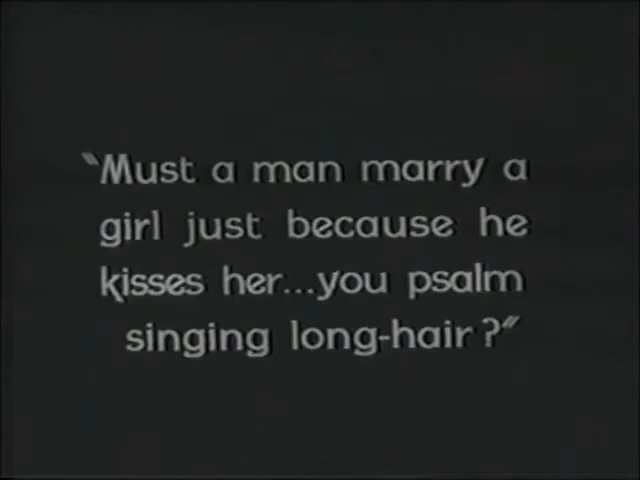 "Must a man marry a
girl just because he
kisses her...you psalm
singing long-hair?"